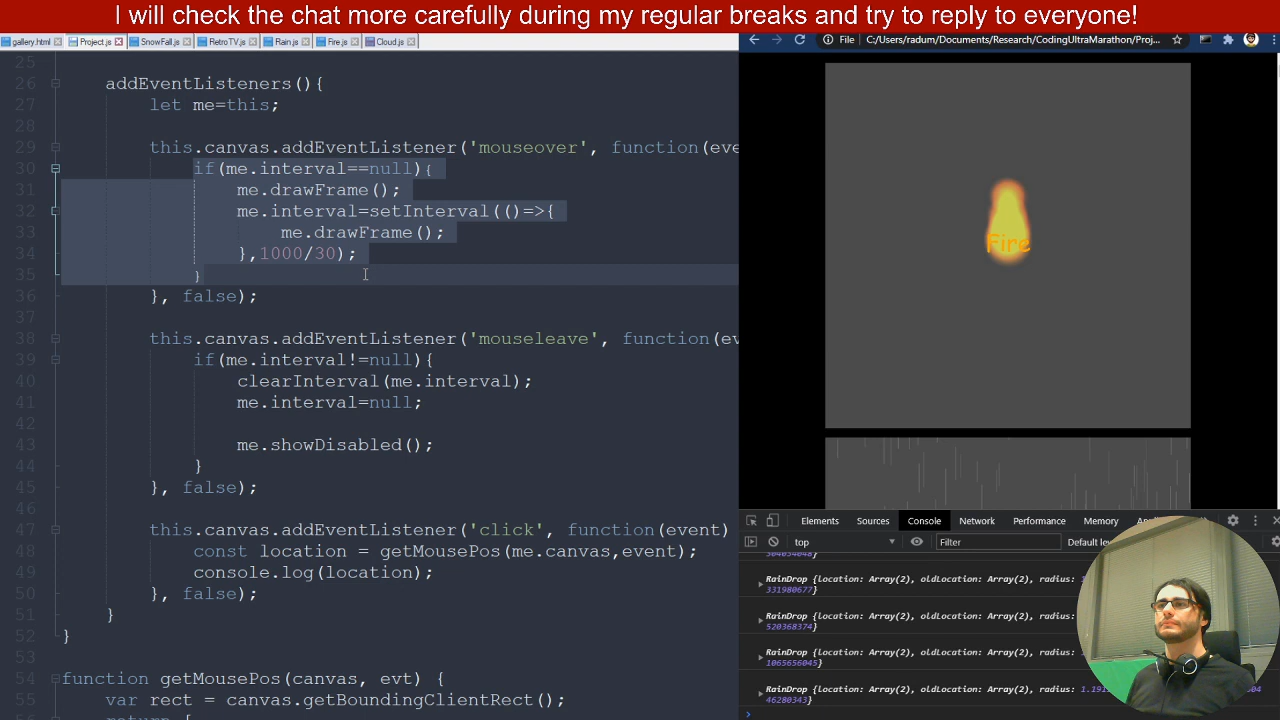 I will check the chat more carefully during my regular breaks and try to reply to everyone!
gallery.html Project.js SnowFall.js RetroTV.js Rain.js Fire.js Cloud.js
File C:/Users/radum/Documents/Research/CodingUltraMarathon/Proj...
25
26 addEventListeners(){
27 let me=this;
28
29 this.canvas.addEventListener('mouseover', function(eve
30 if(me.interval==null){
31 me.drawFrame();
32 me.interval=setInterval(()=>{
33 me.drawFrame();
34 },1000/30);
35 }
36 }, false);
37
38 this.canvas.addEventListener('mouseleave', function(ev
39 if(me.interval!=null){
40 clearInterval(me.interval);
41 me.interval=null;
42
43 me.showDisabled();
44 }
45 }, false);
46
47 this.canvas.addEventListener('click', function(event)
48 const location = getMousePos(me.canvas,event);
49 console.log(location);
50 }, false);
51 }
52 }
53
54 function getMousePos(canvas, evt) {
55 var rect = canvas.getBoundingClientRect();
return {
Fire
Elements Sources Console Network Performance Memory
top Filter Default
RainDrop {location: Array(2), oldLocation: Array(2), radius:
331980677}
RainDrop {location: Array(2), oldLocation: Array(2), radius:
520368374}
RainDrop {location: Array(2), oldLocation: Array(2), radius:
1065656045}
RainDrop {location: Array(2), oldLocation: Array(2), radius: 1.191
46280343}